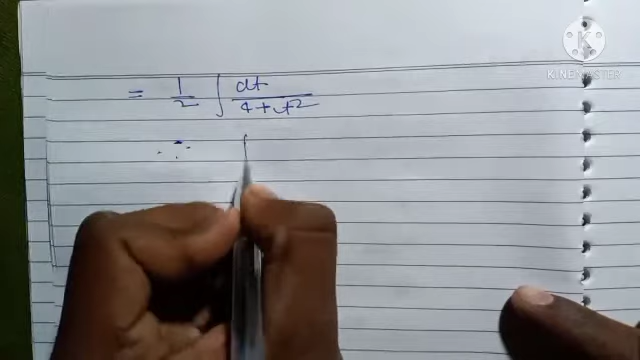 KINEMASTER
= 1/2 ∫ dt/4+t²
∵ ∫